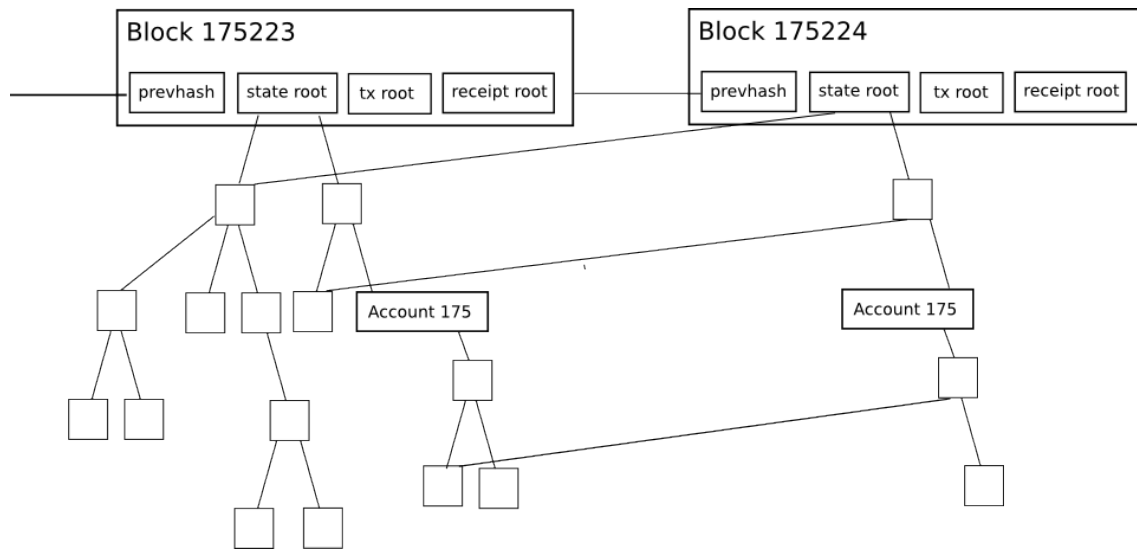 Block 175223
prevhash
state root
tx root
receipt root
Block 175224
prevhash
state root
tx root
receipt root
Account 175
Account 175